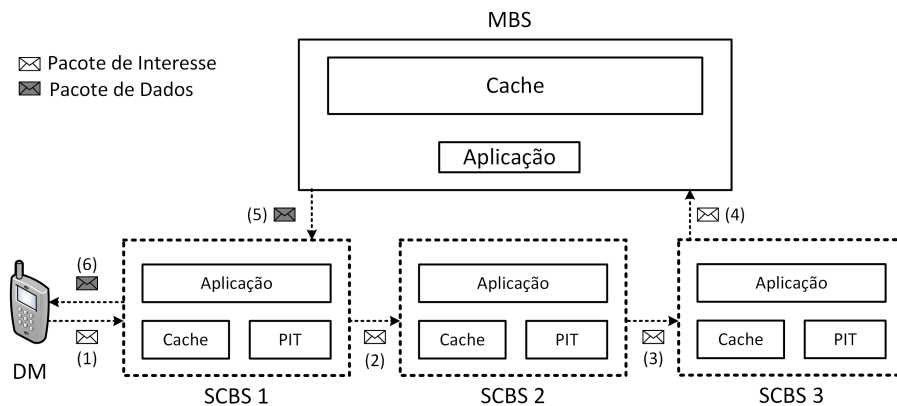 MBS
Pacote de Interesse
Pacote de Dados
Cache
Aplicação
(5)
(4)
(6)
Aplicação
Aplicação
Aplicação
Cache
PIT
Cache
PIT
Cache
PIT
(1)
(2)
(3)
DM
SCBS 1
SCBS 2
SCBS 3